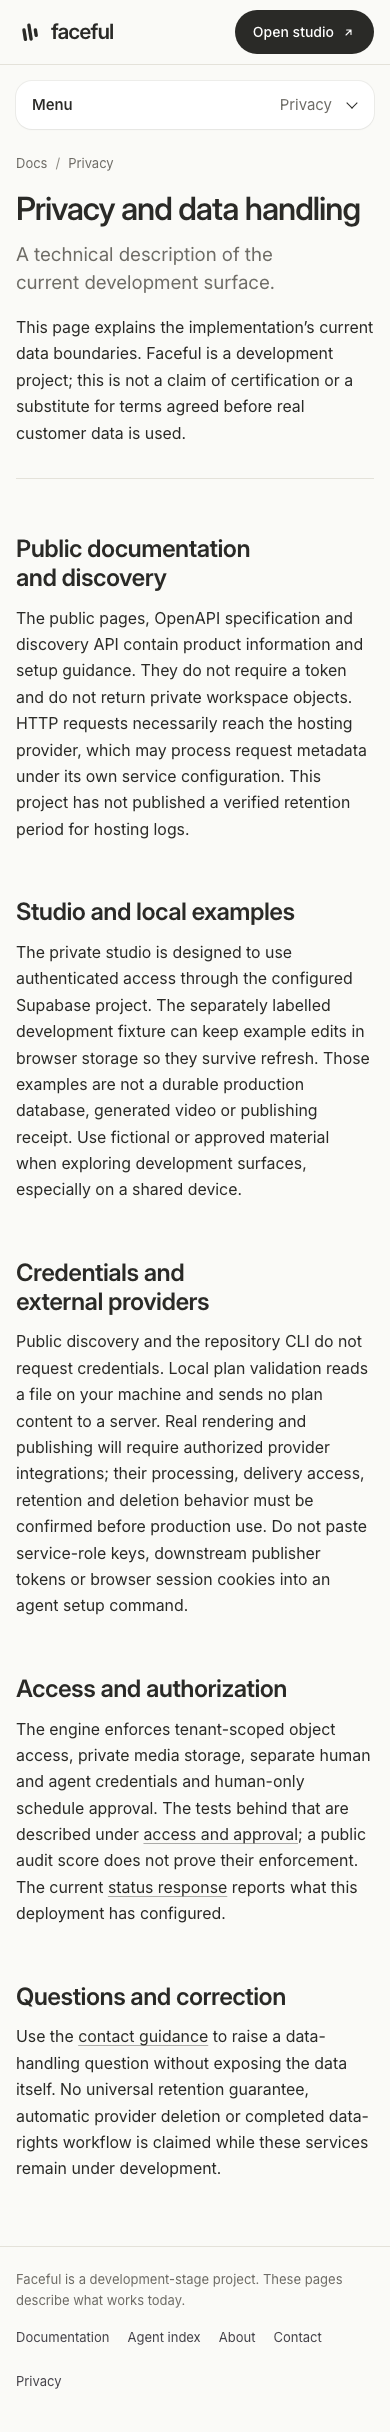 faceful
Open studio
Menu
Privacy
Docs / Privacy
Privacy and data handling
A technical description of the
current development surface.
This page explains the implementation’s current
data boundaries. Faceful is a development
project; this is not a claim of certification or a
substitute for terms agreed before real
customer data is used.
Public documentation
and discovery
The public pages, OpenAPI specification and
discovery API contain product information and
setup guidance. They do not require a token
and do not return private workspace objects.
HTTP requests necessarily reach the hosting
provider, which may process request metadata
under its own service configuration. This
project has not published a verified retention
period for hosting logs.
Studio and local examples
The private studio is designed to use
authenticated access through the configured
Supabase project. The separately labelled
development fixture can keep example edits in
browser storage so they survive refresh. Those
examples are not a durable production
database, generated video or publishing
receipt. Use fictional or approved material
when exploring development surfaces,
especially on a shared device.
Credentials and
external providers
Public discovery and the repository CLI do not
request credentials. Local plan validation reads
a file on your machine and sends no plan
content to a server. Real rendering and
publishing will require authorized provider
integrations; their processing, delivery access,
retention and deletion behavior must be
confirmed before production use. Do not paste
service-role keys, downstream publisher
tokens or browser session cookies into an
agent setup command.
Access and authorization
The engine enforces tenant-scoped object
access, private media storage, separate human
and agent credentials and human-only
schedule approval. The tests behind that are
described under access and approval; a public
audit score does not prove their enforcement.
The current status response reports what this
deployment has configured.
Questions and correction
Use the contact guidance to raise a data-
handling question without exposing the data
itself. No universal retention guarantee,
automatic provider deletion or completed data-
rights workflow is claimed while these services
remain under development.
Faceful is a development-stage project. These pages
describe what works today.
Documentation Agent index About Contact
Privacy